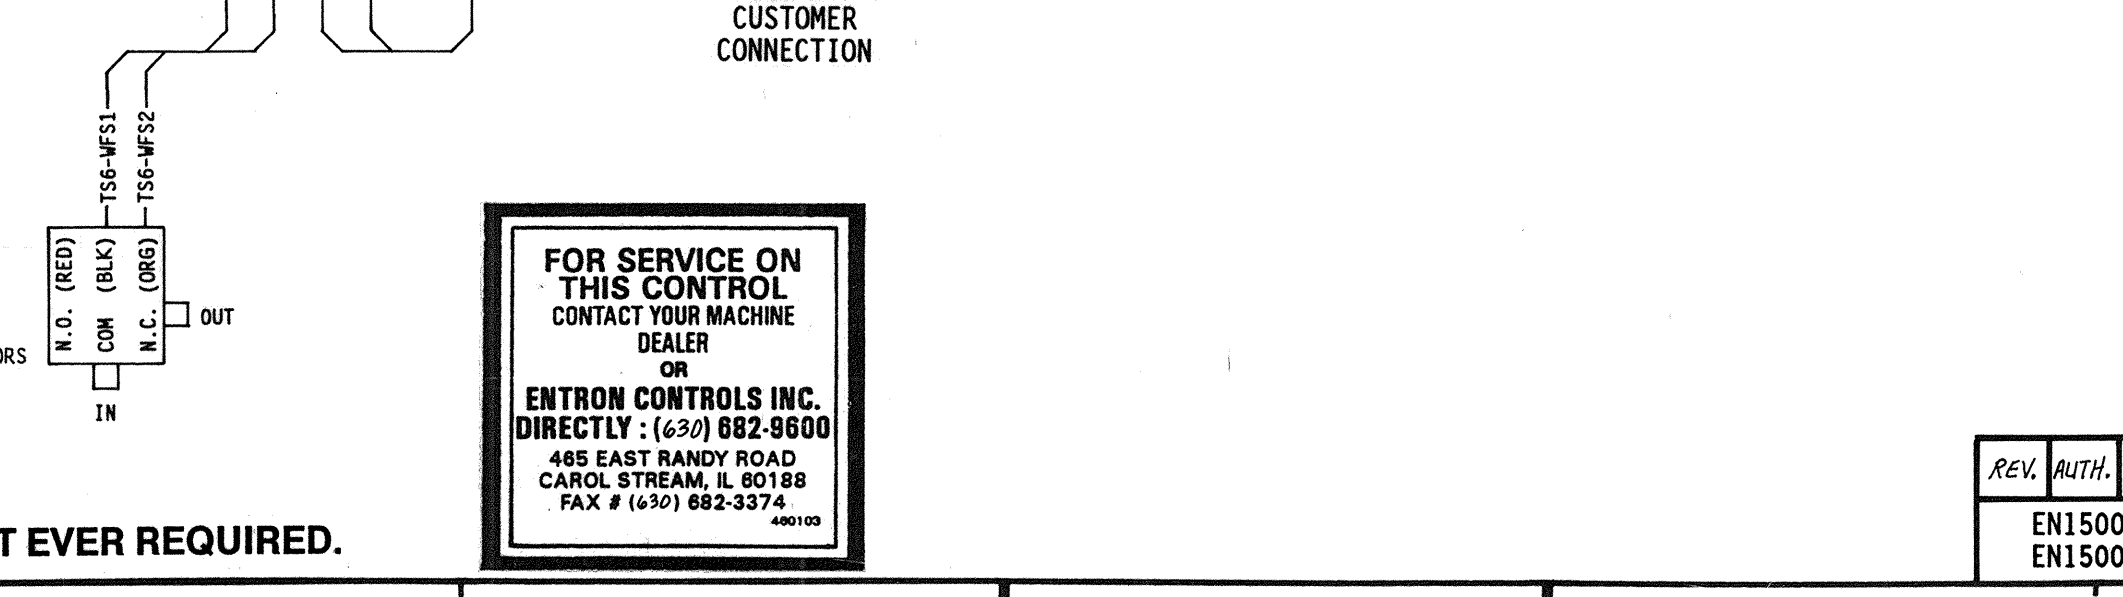 CUSTOMER
CONNECTION
TS6-WFS1
TS6-WFS2
N.O. (RED)
COM (BLK)
N.C. (ORG)
OUT
ORS
IN
FOR SERVICE ON
THIS CONTROL
CONTACT YOUR MACHINE
DEALER
OR
ENTRON CONTROLS INC.
DIRECTLY : (630) 682-9600
465 EAST RANDY ROAD
CAROL STREAM, IL 60188
FAX # (630) 682-3374
460103
T EVER REQUIRED.
REV. AUTH.
EN1500
EN1500